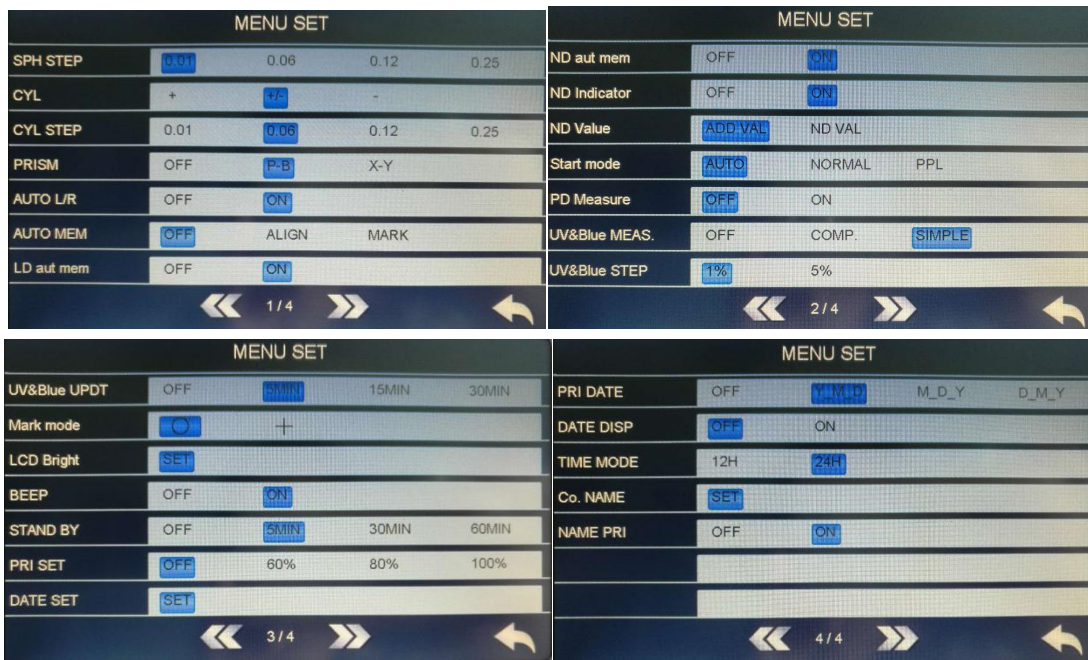 MENU SET
SPH STEP 0.01 0.06 0.12 0.25
CYL + +/- -
CYL STEP 0.01 0.06 0.12 0.25
PRISM OFF P-B X-Y
AUTO L/R OFF ON
AUTO MEM OFF ALIGN MARK
LD aut mem OFF ON
1/4
MENU SET
ND aut mem OFF ON
ND Indicator OFF ON
ND Value ADD VAL ND VAL
Start mode AUTO NORMAL PPL
PD Measure OFF ON
UV&Blue MEAS. OFF COMP. SIMPLE
UV&Blue STEP 1% 5%
2/4
MENU SET
UV&Blue UPDT OFF 5MIN 15MIN 30MIN
Mark mode
LCD Bright SET
BEEP OFF ON
STAND BY OFF 5MIN 30MIN 60MIN
PRI SET OFF 60% 80% 100%
DATE SET SET
3/4
MENU SET
PRI DATE OFF Y_M_D M_D_Y D_M_Y
DATE DISP OFF ON
TIME MODE 12H 24H
Co. NAME SET
NAME PRI OFF ON
4/4